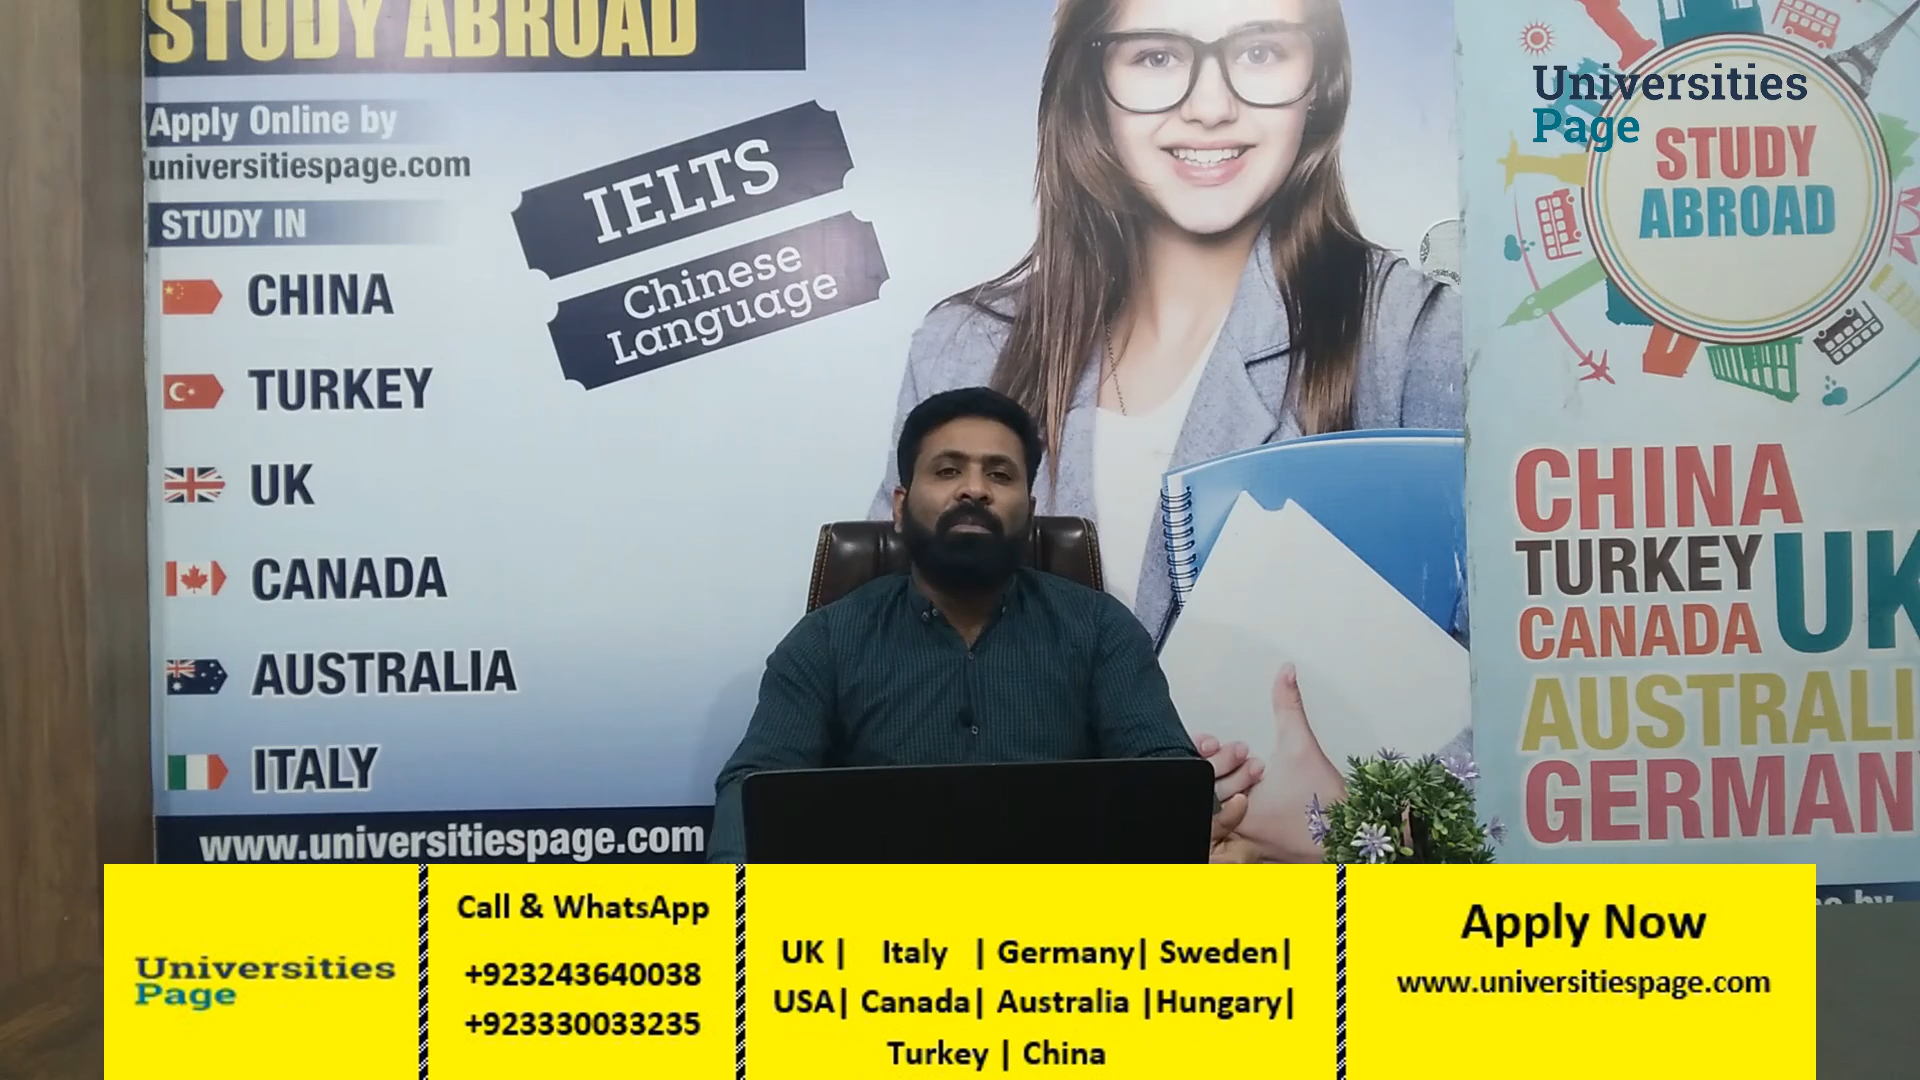 STUDY ABROAD
Apply Online by
universitiespage.com
STUDY IN
CHINA
TURKEY
UK
CANADA
AUSTRALIA
ITALY
www.universitiespage.com
IELTS
Chinese
Language
Universities
Page
STUDY
ABROAD
CHINA
TURKEY
CANADA
UK
AUSTRALI
GERMAN
by
Universities
Page
Call & WhatsApp
+923243640038
+923330033235
UK | Italy | Germany| Sweden|
USA| Canada| Australia |Hungary|
Turkey | China
Apply Now
www.universitiespage.com